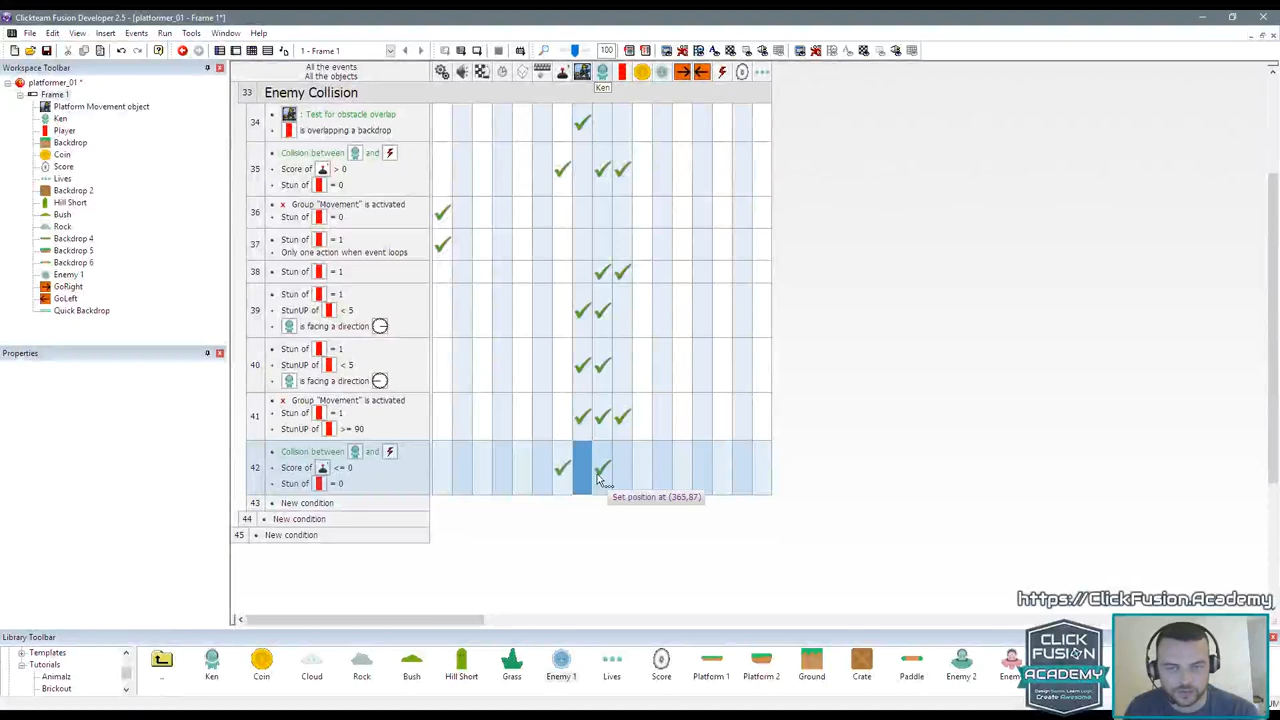 Clickteam Fusion Developer 2.5 - [platformer_01 - Frame 1*]
File Edit View Insert Events Run Tools Window Help
1 - Frame 1 100
Workspace Toolbar
platformer_01 *
Frame 1
Platform Movement object
Ken
Player
Backdrop
Coin
Score
Lives
Backdrop 2
Hill Short
Bush
Rock
Backdrop 4
Backdrop 5
Backdrop 6
Enemy 1
GoRight
GoLeft
Quick Backdrop
Properties
All the events
All the objects
Ken
33 Enemy Collision
34
: Test for obstacle overlap
is overlapping a backdrop
35
Collision between and
Score of > 0
Stun of = 0
36
x Group "Movement" is activated
Stun of = 0
37
Stun of = 1
Only one action when event loops
38 Stun of = 1
39
Stun of = 1
StunUP of < 5
is facing a direction
40
Stun of = 1
StunUP of < 5
is facing a direction
41
x Group "Movement" is activated
Stun of = 1
StunUP of >= 90
42
Collision between and
Score of <= 0
Stun of = 0
Set position at (365,87)
43 New condition
44 New condition
45 New condition
https://ClickFusion.Academy
Library Toolbar
Templates
Tutorials
Animalz
Brickout
..
Ken
Coin
Cloud
Rock
Bush
Hill Short
Grass
Enemy 1
Lives
Score
Platform 1
Platform 2
Ground
Crate
Paddle
Enemy 2
CLICK
FUSION
ACADEMY